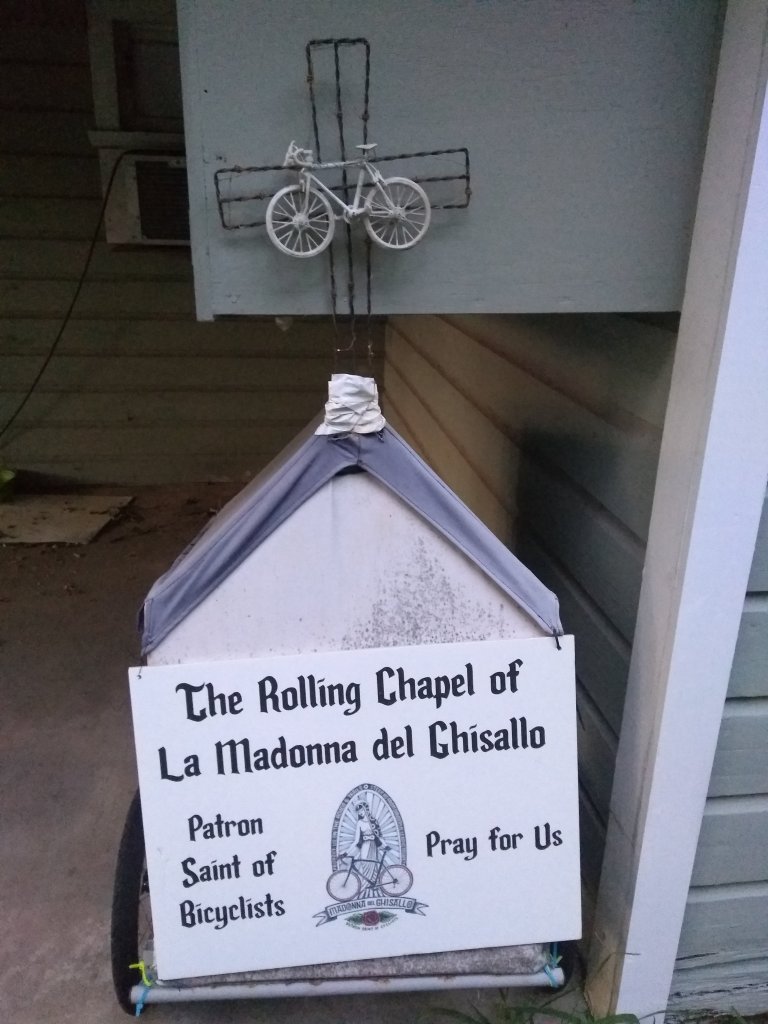 The Rolling Chapel of
La Madonna del Ghisallo
Patron
Saint of
Bicyclists
Pray for Us
MADONNA DEL GHISALLO